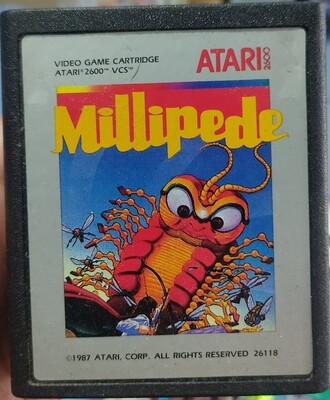 VIDEO GAME CARTRIDGE
ATARI® 2600™ VCS™
ATARI 2600
Millipede
©1987 ATARI, CORP. ALL RIGHTS RESERVED 26118